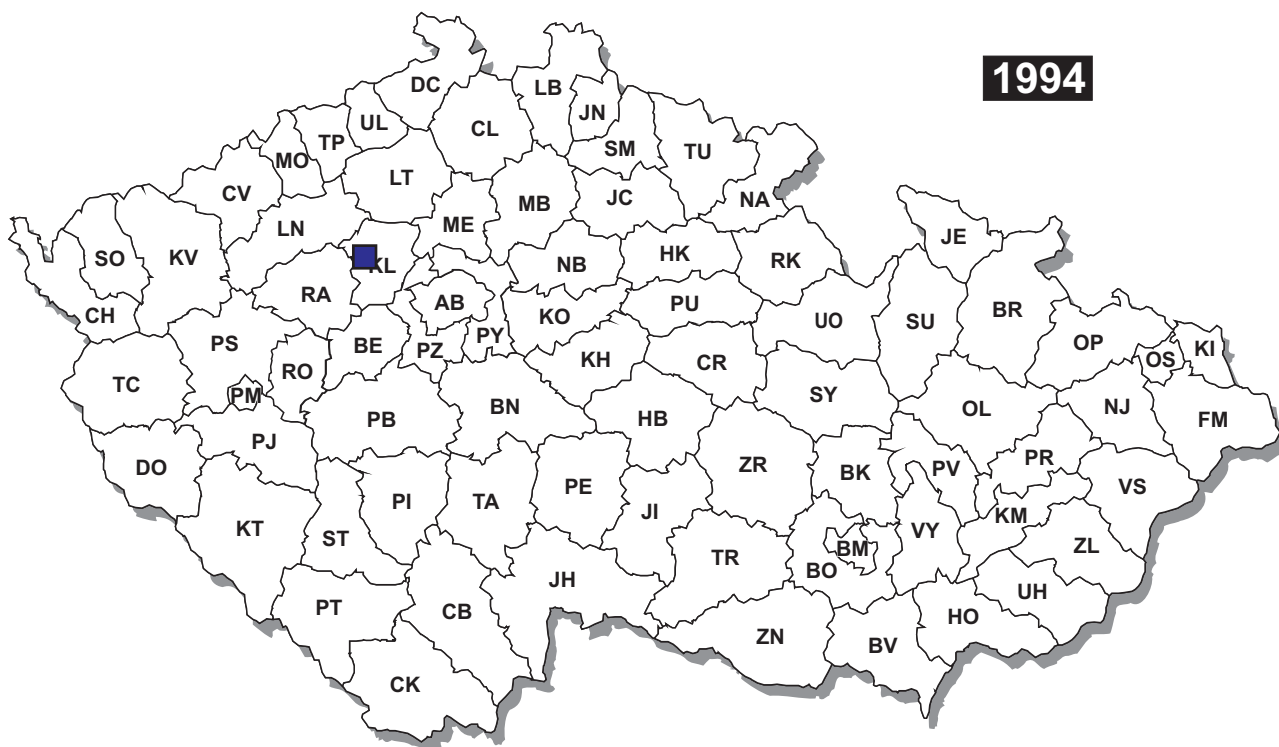 1994
DC
LB
JN
UL
CL
TP
MO
SM
TU
LT
CV
NA
JC
MB
ME
LN
JE
SO
KV
KL
NB
HK
RK
RA
AB
BR
CH
KO
PU
UO
SU
PS
BE
PZ
PY
OP
KI
OS
KH
CR
TC
RO
PM
SY
PB
BN
HB
OL
NJ
FM
PJ
DO
ZR
BK
PV
PR
VS
KT
PI
TA
PE
JI
KM
ST
VY
BM
ZL
TR
BO
JH
UH
PT
CB
HO
ZN
BV
CK